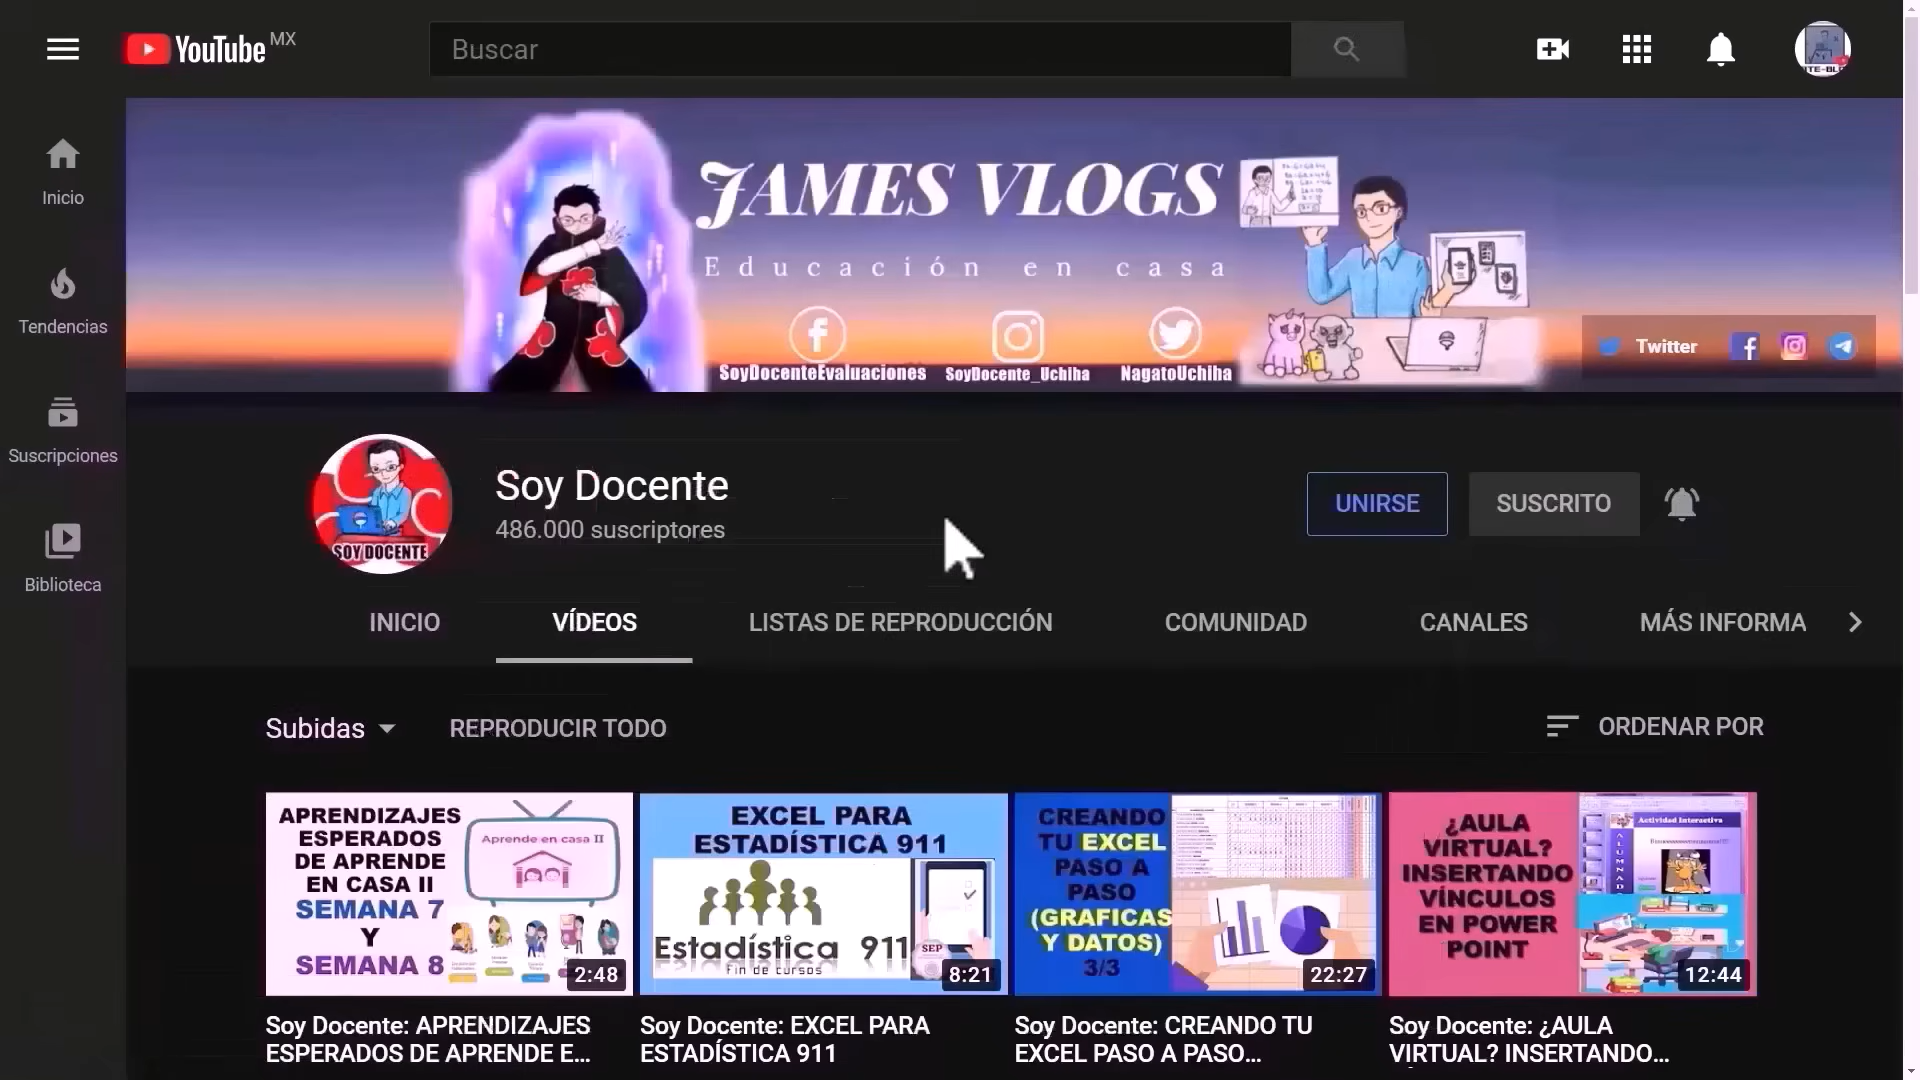 YouTube MX
Buscar
Inicio
Tendencias
Suscripciones
Biblioteca
JAMES VLOGS
Educación en casa
SoyDocenteEvaluaciones
SoyDocente_Uchiha
NagatoUchiha
Twitter
SOY DOCENTE
Soy Docente
486.000 suscriptores
UNIRSE
SUSCRITO
INICIO
VÍDEOS
LISTAS DE REPRODUCCIÓN
COMUNIDAD
CANALES
MÁS INFORMA
Subidas
REPRODUCIR TODO
ORDENAR POR
APRENDIZAJES
ESPERADOS
DE APRENDE
EN CASA II
SEMANA 7
Y
SEMANA 8
Aprende en casa II
2:48
EXCEL PARA
ESTADÍSTICA 911
Estadística 911
fin de cursos
SEP
8:21
CREANDO
TU EXCEL
PASO A
PASO
(GRAFICAS
Y DATOS)
3/3
22:27
¿AULA
VIRTUAL?
INSERTANDO
VÍNCULOS
EN POWER
POINT
Actividad Interactiva
ALUMNAD
12:44
Soy Docente: APRENDIZAJES
ESPERADOS DE APRENDE E...
Soy Docente: EXCEL PARA
ESTADÍSTICA 911
Soy Docente: CREANDO TU
EXCEL PASO A PASO...
Soy Docente: ¿AULA
VIRTUAL? INSERTANDO...